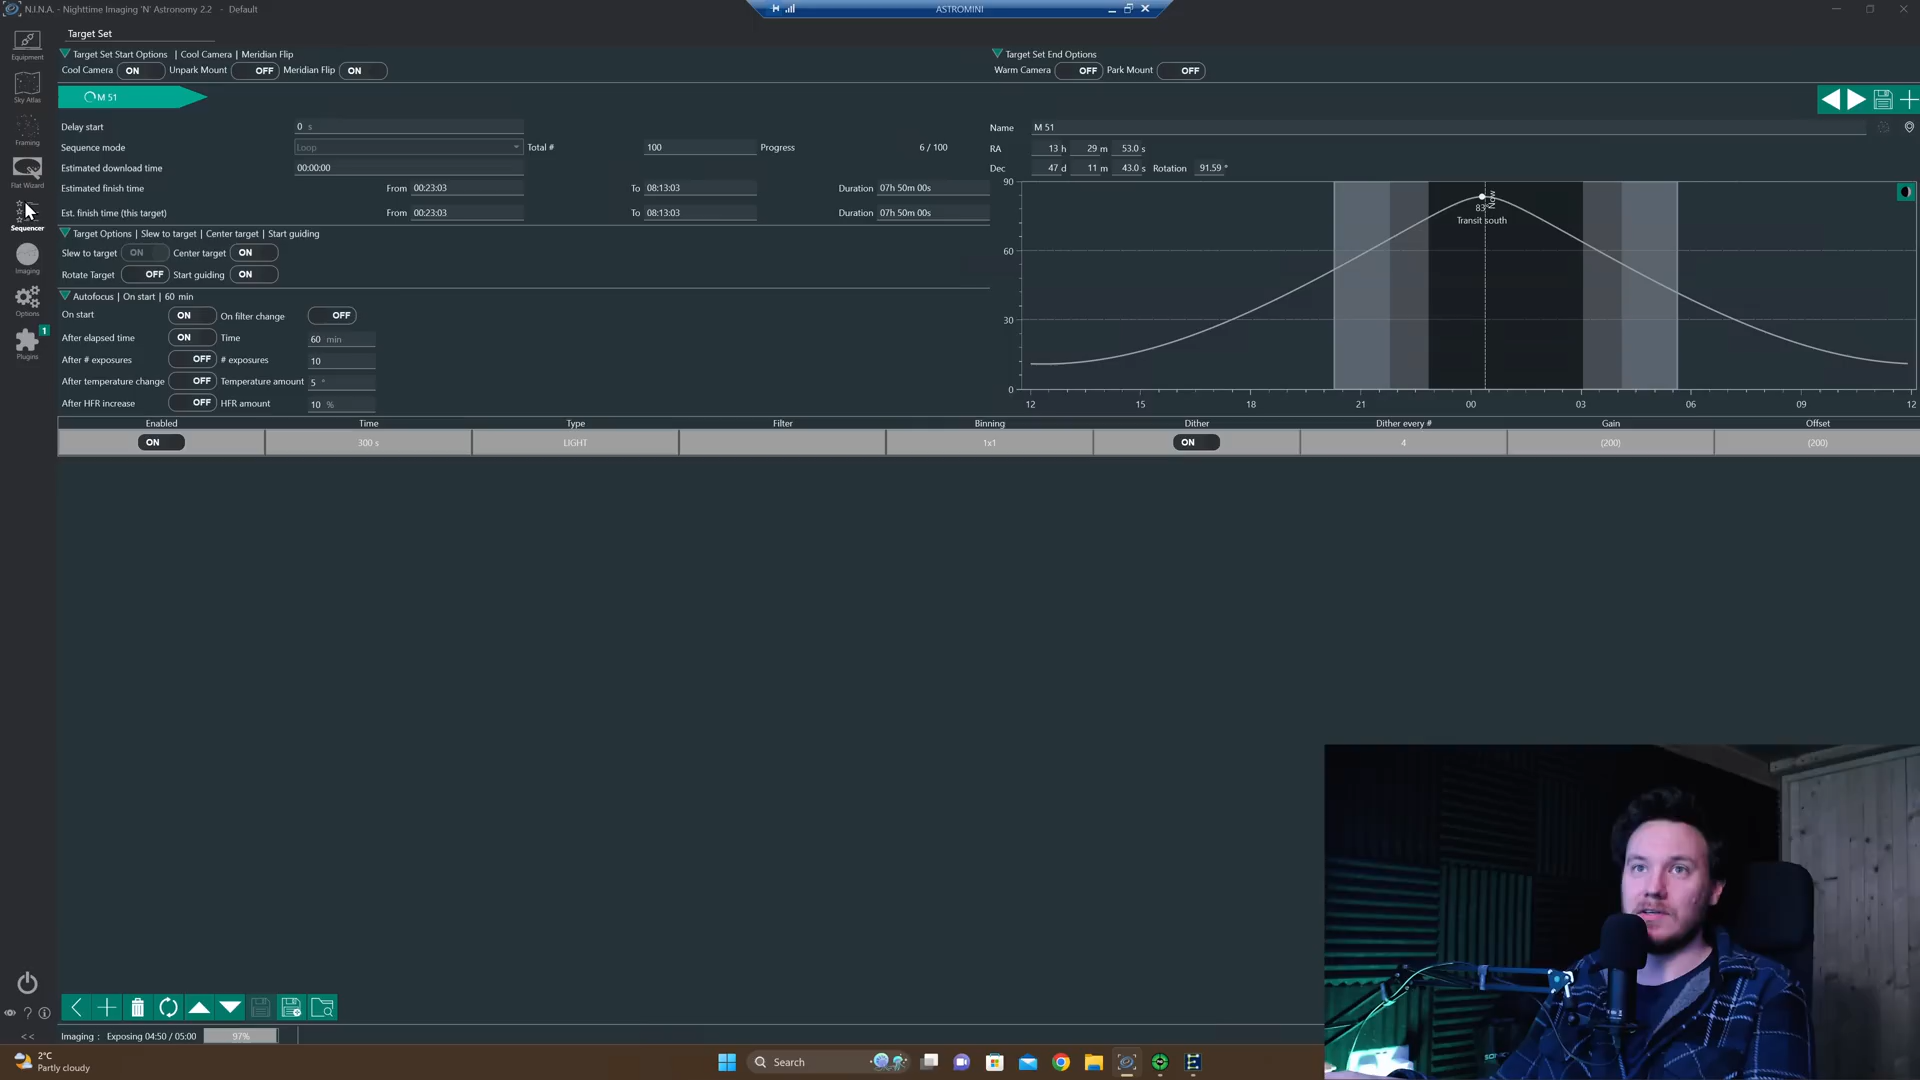 N.I.N.A. - Nighttime Imaging 'N' Astronomy 2.2 - Default
ASTROMINI
Target Set
Equipment
Sky Atlas
Framing
Flat Wizard
Sequencer
Imaging
Options
1
Plugins
Target Set Start Options | Cool Camera | Meridian Flip
Cool Camera ON Unpark Mount OFF Meridian Flip ON
Target Set End Options
Warm Camera OFF Park Mount OFF
M 51
Delay start 0 s
Sequence mode Loop Total # 100 Progress 6 / 100
Estimated download time 00:00:00
Estimated finish time From 00:23:03 To 08:13:03 Duration 07h 50m 00s
Est. finish time (this target) From 00:23:03 To 08:13:03 Duration 07h 50m 00s
Target Options | Slew to target | Center target | Start guiding
Slew to target ON Center target ON
Rotate Target OFF Start guiding ON
Autofocus | On start | 60 min
On start ON On filter change OFF
After elapsed time ON Time 60 min
After # exposures OFF # exposures 10
After temperature change OFF Temperature amount 5 °
After HFR increase OFF HFR amount 10 %
Name M 51
RA 13 h 29 m 53.0 s
Dec 47 d 11 m 43.0 s Rotation 91.59 °
90
60
30
0
83
Now
Transit south
12 15 18 21 00 03 06 09 12
Enabled Time Type Filter Binning Dither Dither every # Gain Offset
ON 300 s LIGHT 1x1 ON 4 (200) (200)
<<
Imaging : Exposing 04:50 / 05:00 97%
2°C
Partly cloudy
Search